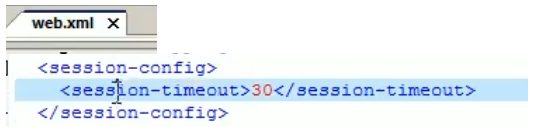 web.xml
<session-config>
<session-timeout>30</session-timeout>
</session-config>